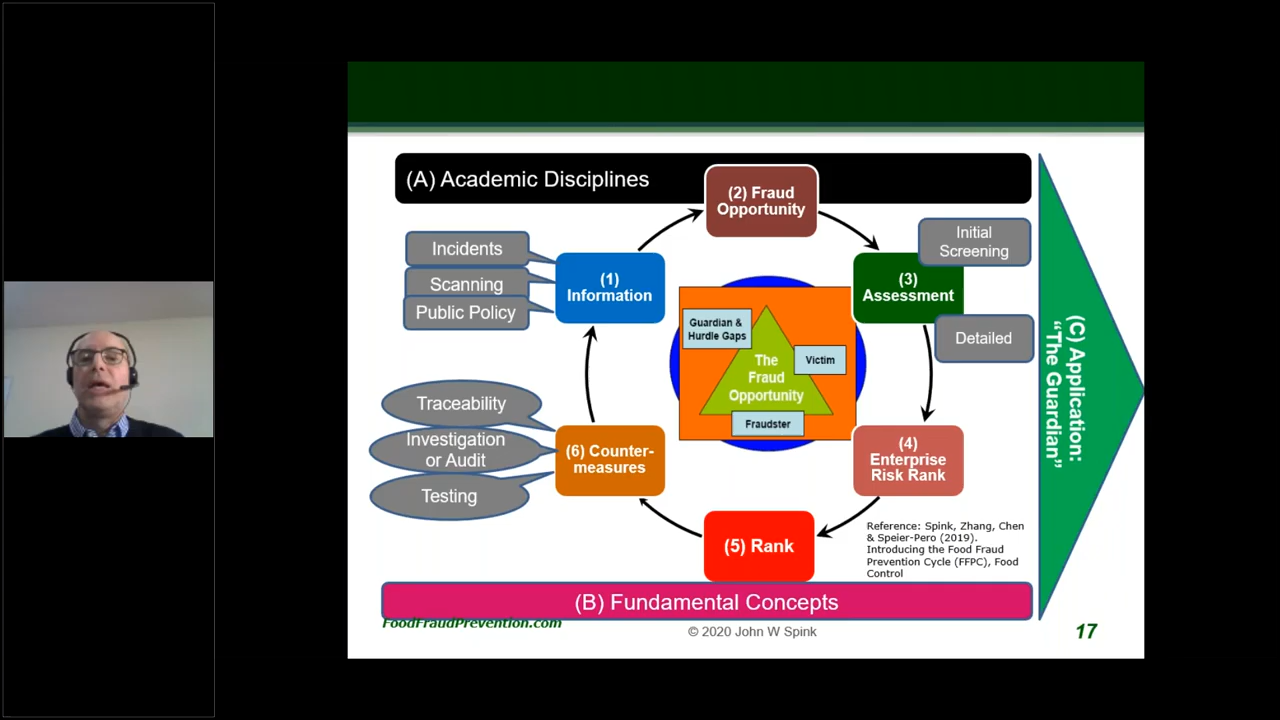 (A) Academic Disciplines
(2) Fraud
Opportunity
Initial
Screening
Incidents
Scanning
Public Policy
(1)
Information
(3)
Assessment
Detailed
Guardian &
Hurdle Gaps
Victim
The
Fraud
Opportunity
Fraudster
(C) Application:
“The Guardian”
Traceability
Investigation
or Audit
Testing
(6) Counter-
measures
(4)
Enterprise
Risk Rank
(5) Rank
Reference: Spink, Zhang, Chen
& Speier-Pero (2019).
Introducing the Food Fraud
Prevention Cycle (FFPC), Food
Control
(B) Fundamental Concepts
FoodFraudPrevention.com
© 2020 John W Spink
17